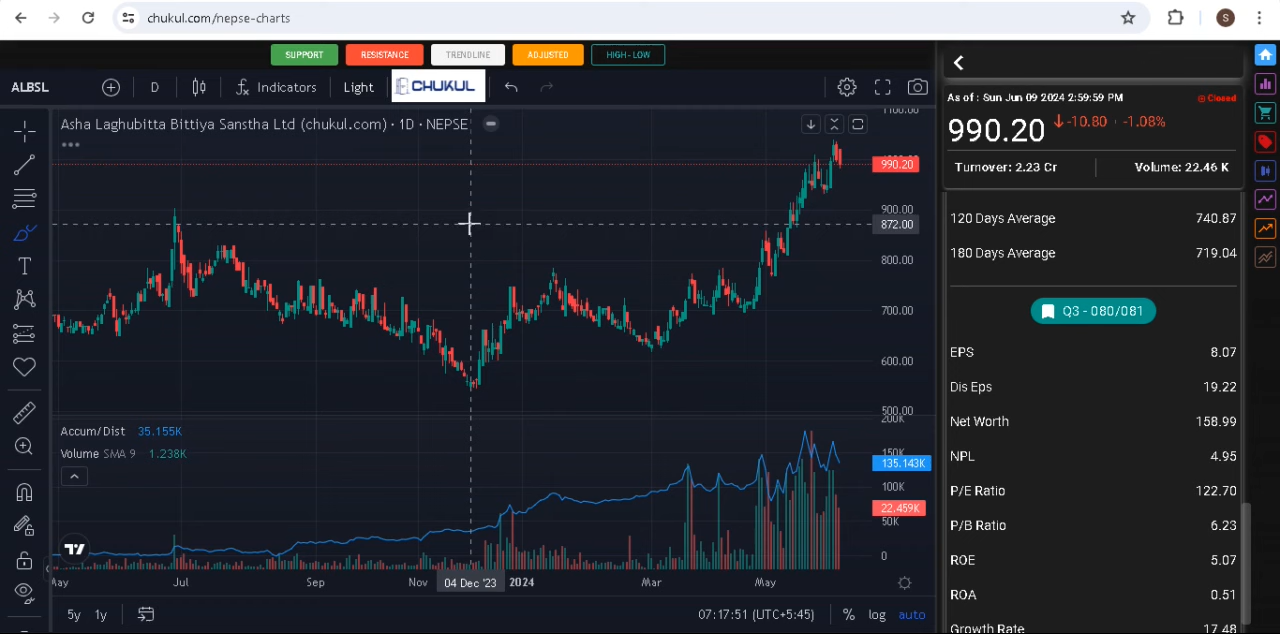 chukul.com/nepse-charts
S
SUPPORT
RESISTANCE
TRENDLINE
ADJUSTED
HIGH-LOW
ALBSL
D
Indicators
Light
CHUKUL
Asha Laghubitta Bittiya Sanstha Ltd (chukul.com) · 1D · NEPSE
1100.00
1000.00
990.20
900.00
872.00
800.00
700.00
600.00
500.00
Accum/Dist 35.155K
Volume SMA 9 1.238K
200K
150K
135.143K
100K
22.459K
50K
0
May
Jul
Sep
Nov
04 Dec '23
2024
Mar
May
5y
1y
07:17:51 (UTC+5:45)
%
log
auto
As of : Sun Jun 09 2024 2:59:59 PM
Closed
990.20
-10.80
-1.08%
Turnover: 2.23 Cr
Volume: 22.46 K
120 Days Average 740.87
180 Days Average 719.04
Q3 - 080/081
EPS 8.07
Dis Eps 19.22
Net Worth 158.99
NPL 4.95
P/E Ratio 122.70
P/B Ratio 6.23
ROE 5.07
ROA 0.51
Growth Rate 17.48